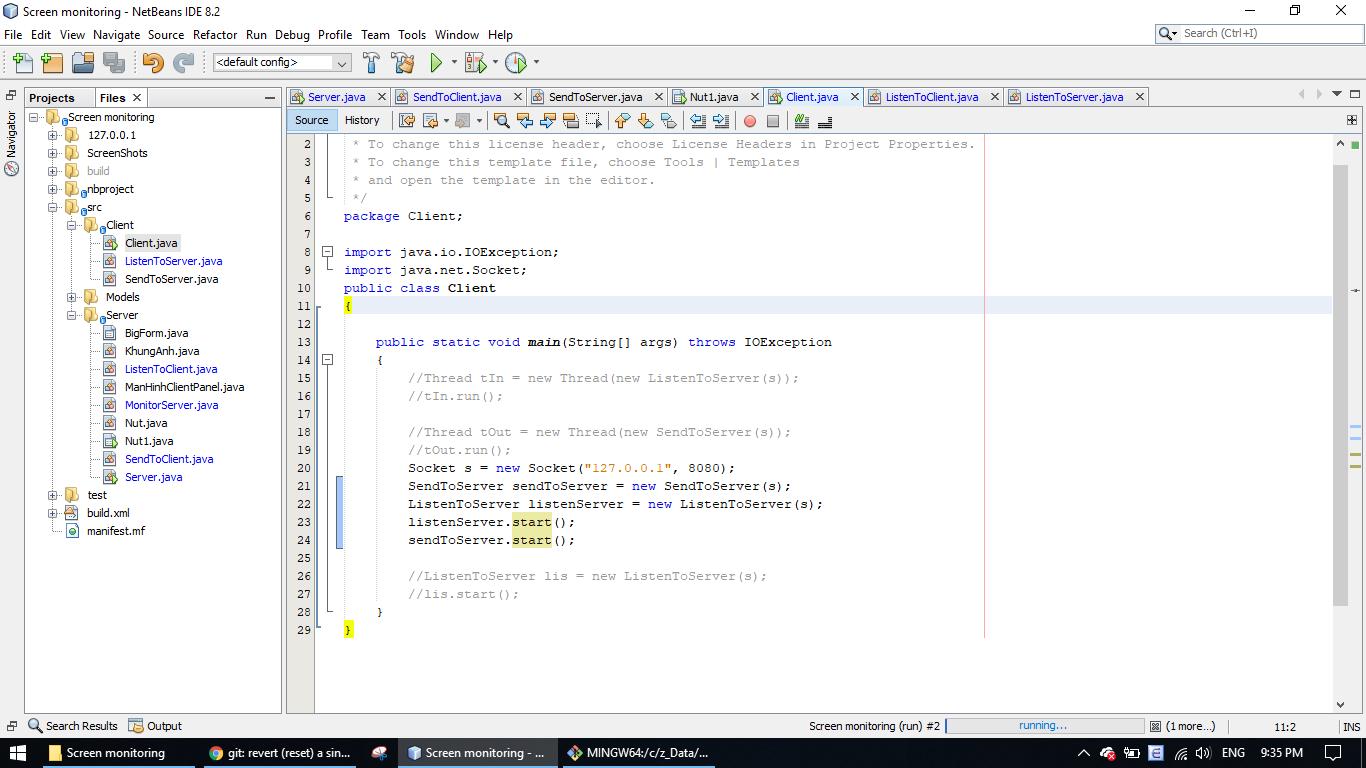 Screen monitoring - NetBeans IDE 8.2
File Edit View Navigate Source Refactor Run Debug Profile Team Tools Window Help
Search (Ctrl+I)
<default config>
Projects
Files
Navigator
Screen monitoring
127.0.0.1
ScreenShots
build
nbproject
src
Client
Client.java
ListenToServer.java
SendToServer.java
Models
Server
BigForm.java
KhungAnh.java
ListenToClient.java
ManHinhClientPanel.java
MonitorServer.java
Nut.java
Nut1.java
SendToClient.java
Server.java
test
build.xml
manifest.mf
Server.java SendToClient.java SendToServer.java Nut1.java Client.java ListenToClient.java ListenToServer.java
Source History
2 * To change this license header, choose License Headers in Project Properties.
3 * To change this template file, choose Tools | Templates
4 * and open the template in the editor.
5 */
6 package Client;
7
8 import java.io.IOException;
9 import java.net.Socket;
10 public class Client
11 {
12
13 public static void main(String[] args) throws IOException
14 {
15 //Thread tIn = new Thread(new ListenToServer(s));
16 //tIn.run();
17
18 //Thread tOut = new Thread(new SendToServer(s));
19 //tOut.run();
20 Socket s = new Socket("127.0.0.1", 8080);
21 SendToServer sendToServer = new SendToServer(s);
22 ListenToServer listenServer = new ListenToServer(s);
23 listenServer.start();
24 sendToServer.start();
25
26 //ListenToServer lis = new ListenToServer(s);
27 //lis.start();
28 }
29 }
Search Results Output
Screen monitoring (run) #2 running... (1 more...) 11:2 INS
Screen monitoring
git: revert (reset) a sin...
Screen monitoring - ...
MINGW64:/c/z_Data/...
ENG 9:35 PM